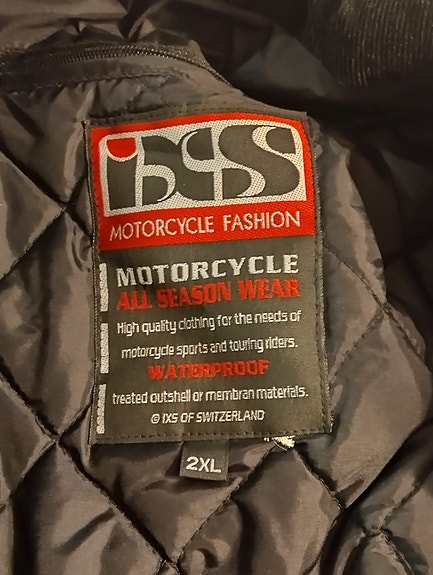 iXS
MOTORCYCLE FASHION
MOTORCYCLE
ALL SEASON WEAR
High quality clothing for the needs of
motorcycle sports and touring riders.
WATERPROOF
treated outshell or membran materials.
© IXS OF SWITZERLAND
2XL